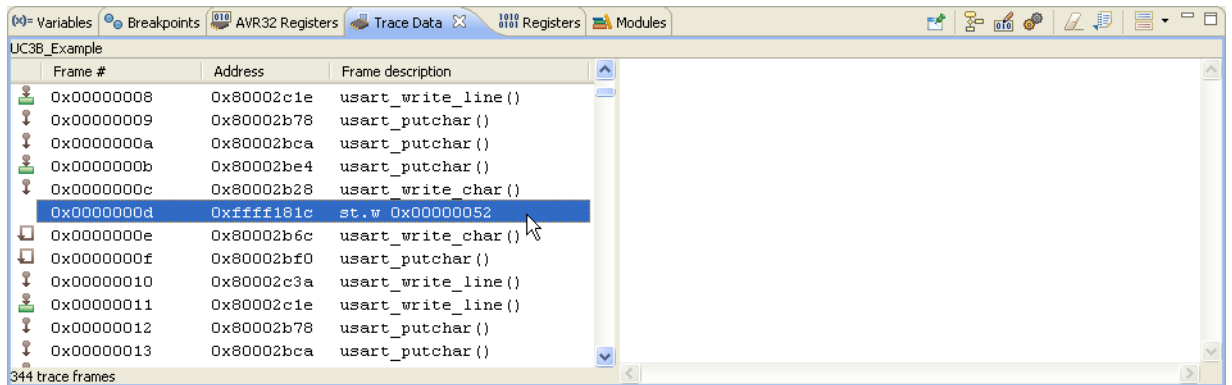 (x)= Variables Breakpoints AVR32 Registers Trace Data Registers Modules
UC3B_Example
Frame # Address Frame description
0x00000008 0x80002c1e usart_write_line()
0x00000009 0x80002b78 usart_putchar()
0x0000000a 0x80002bca usart_putchar()
0x0000000b 0x80002be4 usart_putchar()
0x0000000c 0x80002b28 usart_write_char()
0x0000000d 0xffff181c st.w 0x00000052
0x0000000e 0x80002b6c usart_write_char()
0x0000000f 0x80002bf0 usart_putchar()
0x00000010 0x80002c3a usart_write_line()
0x00000011 0x80002c1e usart_write_line()
0x00000012 0x80002b78 usart_putchar()
0x00000013 0x80002bca usart_putchar()
344 trace frames